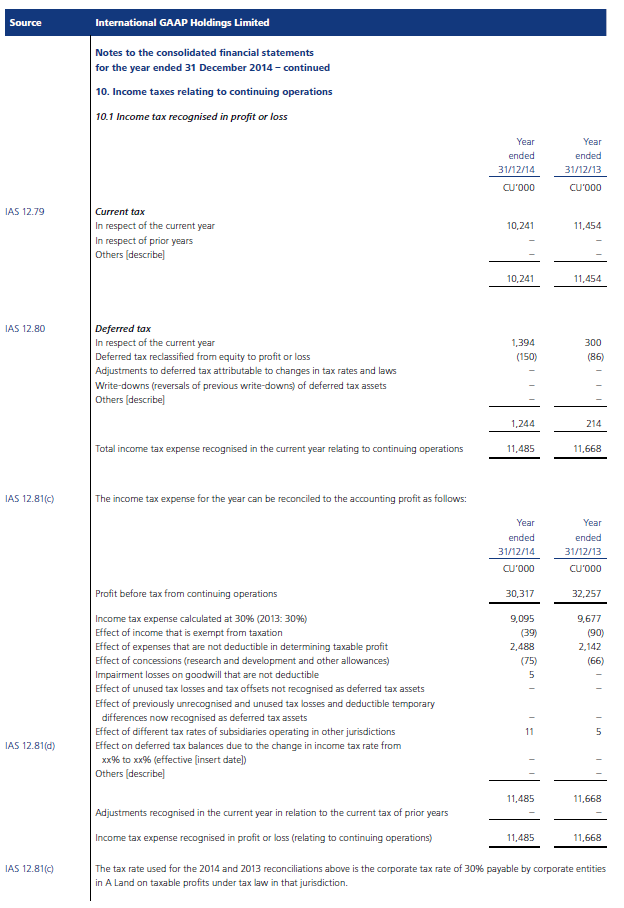 Source International GAAP Holdings Limited
Notes to the consolidated financial statements
for the year ended 31 December 2014 – continued
10. Income taxes relating to continuing operations
10.1 Income tax recognised in profit or loss
Year Year
ended ended
31/12/14 31/12/13
CU'000 CU'000
IAS 12.79 Current tax
In respect of the current year 10,241 11,454
In respect of prior years – –
Others [describe] – –
10,241 11,454
IAS 12.80 Deferred tax
In respect of the current year 1,394 300
Deferred tax reclassified from equity to profit or loss (150) (86)
Adjustments to deferred tax attributable to changes in tax rates and laws – –
Write-downs (reversals of previous write-downs) of deferred tax assets – –
Others [describe] – –
1,244 214
Total income tax expense recognised in the current year relating to continuing operations 11,485 11,668
IAS 12.81(c) The income tax expense for the year can be reconciled to the accounting profit as follows:
Year Year
ended ended
31/12/14 31/12/13
CU'000 CU'000
Profit before tax from continuing operations 30,317 32,257
Income tax expense calculated at 30% (2013: 30%) 9,095 9,677
Effect of income that is exempt from taxation (39) (90)
Effect of expenses that are not deductible in determining taxable profit 2,488 2,142
Effect of concessions (research and development and other allowances) (75) (66)
Impairment losses on goodwill that are not deductible 5 –
Effect of unused tax losses and tax offsets not recognised as deferred tax assets – –
Effect of previously unrecognised and unused tax losses and deductible temporary
differences now recognised as deferred tax assets – –
Effect of different tax rates of subsidiaries operating in other jurisdictions 11 5
IAS 12.81(d) Effect on deferred tax balances due to the change in income tax rate from
xx% to xx% (effective [insert date]) – –
Others [describe] – –
11,485 11,668
Adjustments recognised in the current year in relation to the current tax of prior years – –
Income tax expense recognised in profit or loss (relating to continuing operations) 11,485 11,668
IAS 12.81(c) The tax rate used for the 2014 and 2013 reconciliations above is the corporate tax rate of 30% payable by corporate entities
in A Land on taxable profits under tax law in that jurisdiction.